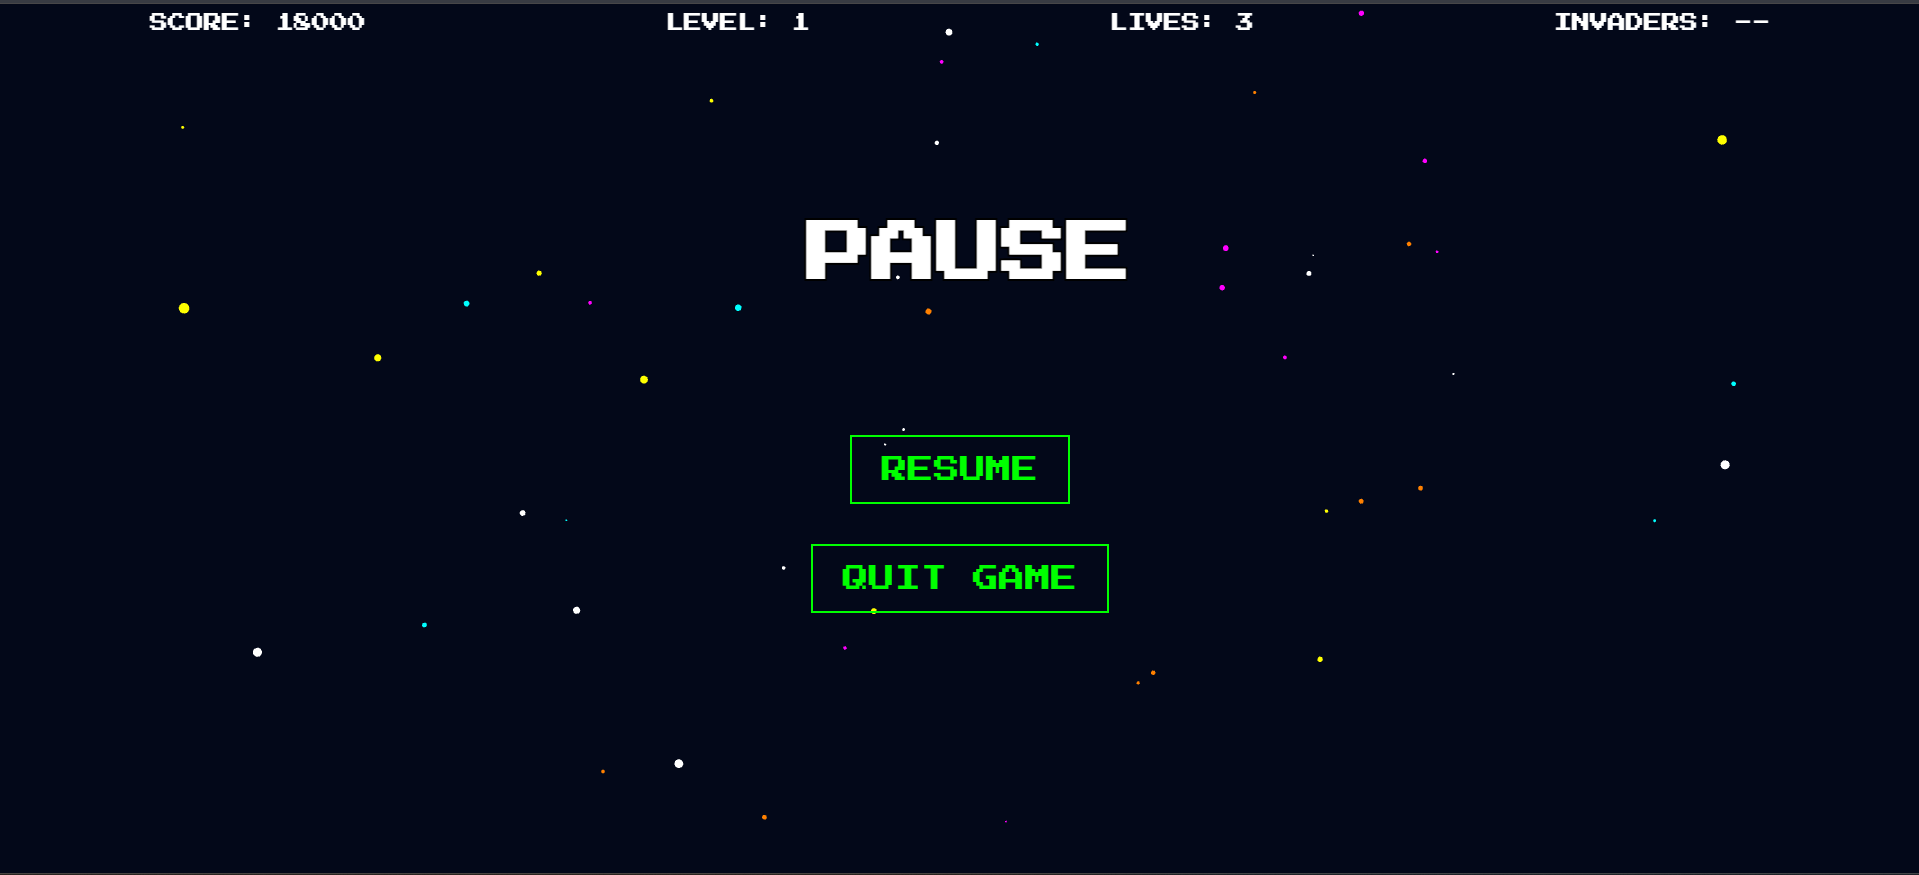 SCORE: 18000 LEVEL: 1 LIVES: 3 INVADERS: --
PAUSE
RESUME
QUIT GAME